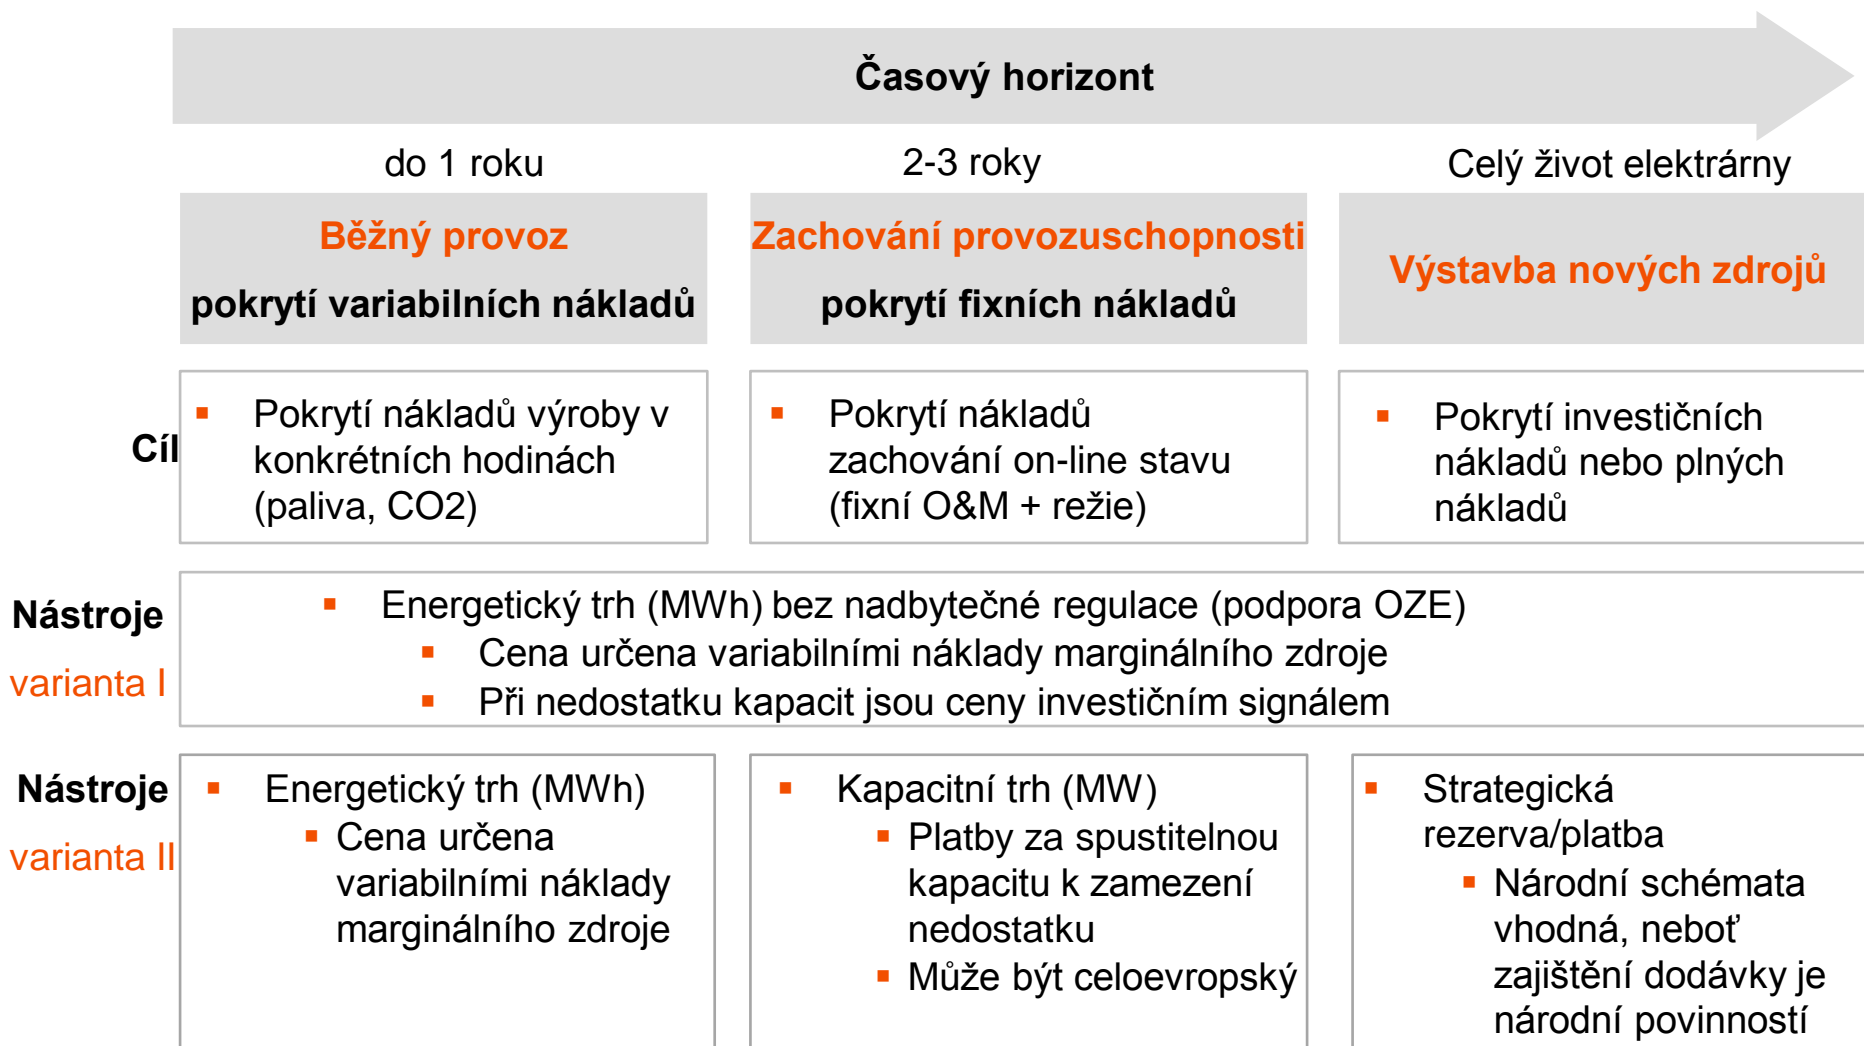 Časový horizont
do 1 roku
2-3 roky
Celý život elektrárny
Běžný provoz
pokrytí variabilních nákladů
Zachování provozuschopnosti
pokrytí fixních nákladů
Výstavba nových zdrojů
Cíl
Pokrytí nákladů výroby v
konkrétních hodinách
(paliva, CO2)
Pokrytí nákladů
zachování on-line stavu
(fixní O&M + režie)
Pokrytí investičních
nákladů nebo plných
nákladů
Nástroje
varianta I
Energetický trh (MWh) bez nadbytečné regulace (podpora OZE)
Cena určena variabilními náklady marginálního zdroje
Při nedostatku kapacit jsou ceny investičním signálem
Nástroje
varianta II
Energetický trh (MWh)
Cena určena
variabilními náklady
marginálního zdroje
Kapacitní trh (MW)
Platby za spustitelnou
kapacitu k zamezení
nedostatku
Může být celoevropský
Strategická
rezerva/platba
Národní schémata
vhodná, neboť
zajištění dodávky je
národní povinností